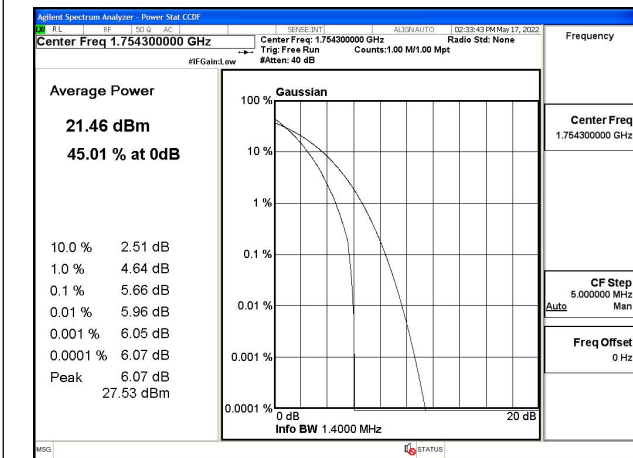 Agilent Spectrum Analyzer - Power Stat CCDF
RL RF 50 Ω AC SENSE:INT ALIGNAUTO 02:33:43 PM May 17, 2022
Center Freq 1.754300000 GHz
Center Freq: 1.754300000 GHz Radio Std: None
Trig: Free Run Counts:1.00 M/1.00 Mpt
#IFGain:Low #Atten: 40 dB
Frequency
Average Power
21.46 dBm
45.01 % at 0dB
10.0 % 2.51 dB
1.0 % 4.64 dB
0.1 % 5.66 dB
0.01 % 5.96 dB
0.001 % 6.05 dB
0.0001 % 6.07 dB
Peak 6.07 dB
27.53 dBm
Gaussian
100 %
10 %
1 %
0.1 %
0.01 %
0.001 %
0.0001 %
0 dB 20 dB
Info BW 1.4000 MHz
Center Freq
1.754300000 GHz
CF Step
5.000000 MHz
Auto Man
Freq Offset
0 Hz
MSG STATUS